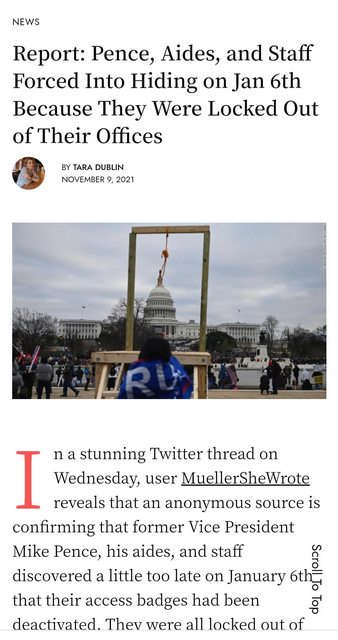 NEWS
Report: Pence, Aides, and Staff
Forced Into Hiding on Jan 6th
Because They Were Locked Out
of Their Offices
BY TARA DUBLIN
NOVEMBER 9, 2021
RU
In a stunning Twitter thread on
Wednesday, user MuellerSheWrote
reveals that an anonymous source is
confirming that former Vice President
Mike Pence, his aides, and staff
discovered a little too late on January 6th
that their access badges had been
deactivated. They were all locked out of
Scroll To Top